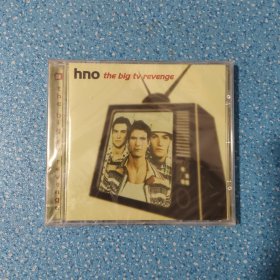 hno the big tv revenge